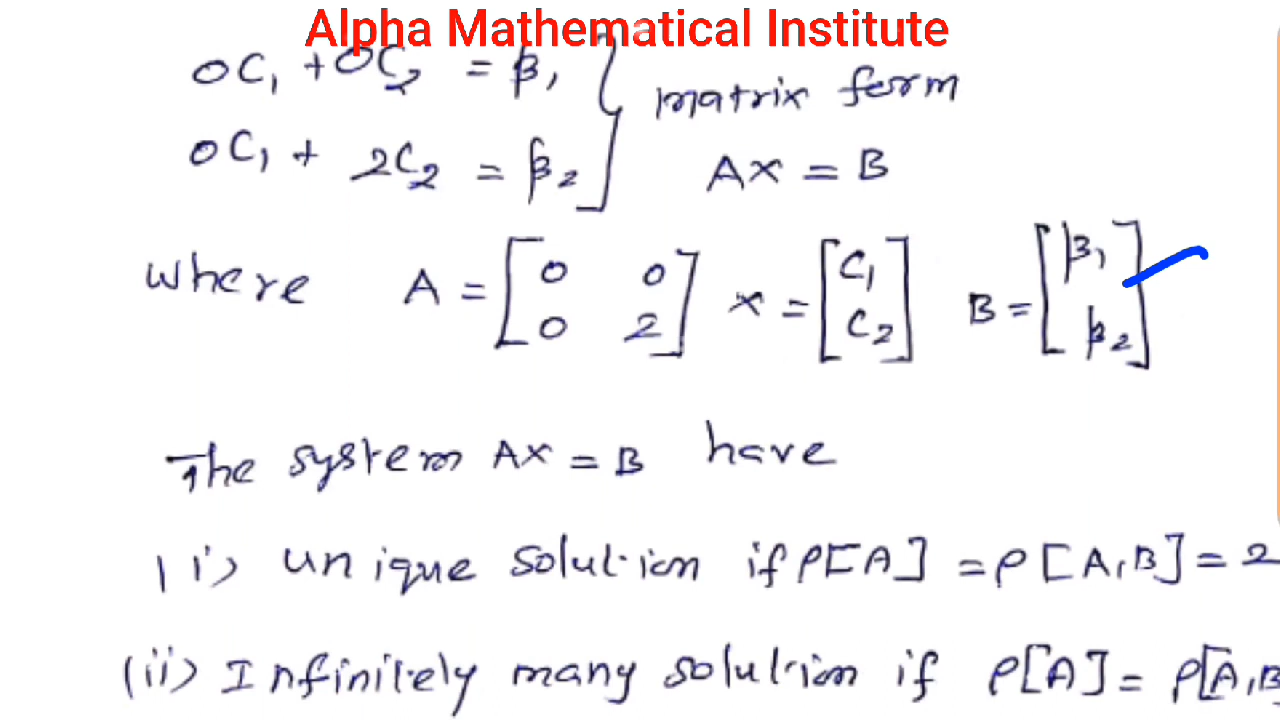 Alpha Mathematical Institute
0C₁ + 0C₂ = β₁ } matrix form
0C₁ + 2C₂ = β₂ AX = B
where A = [0 0 X = [C₁ B = [β₁
0 2] C₂] β₂]
The system AX = B have
(i) unique solution if ρ[A] = ρ[A,B] = 2
(ii) Infinitely many solution if ρ[A] = ρ[A,B